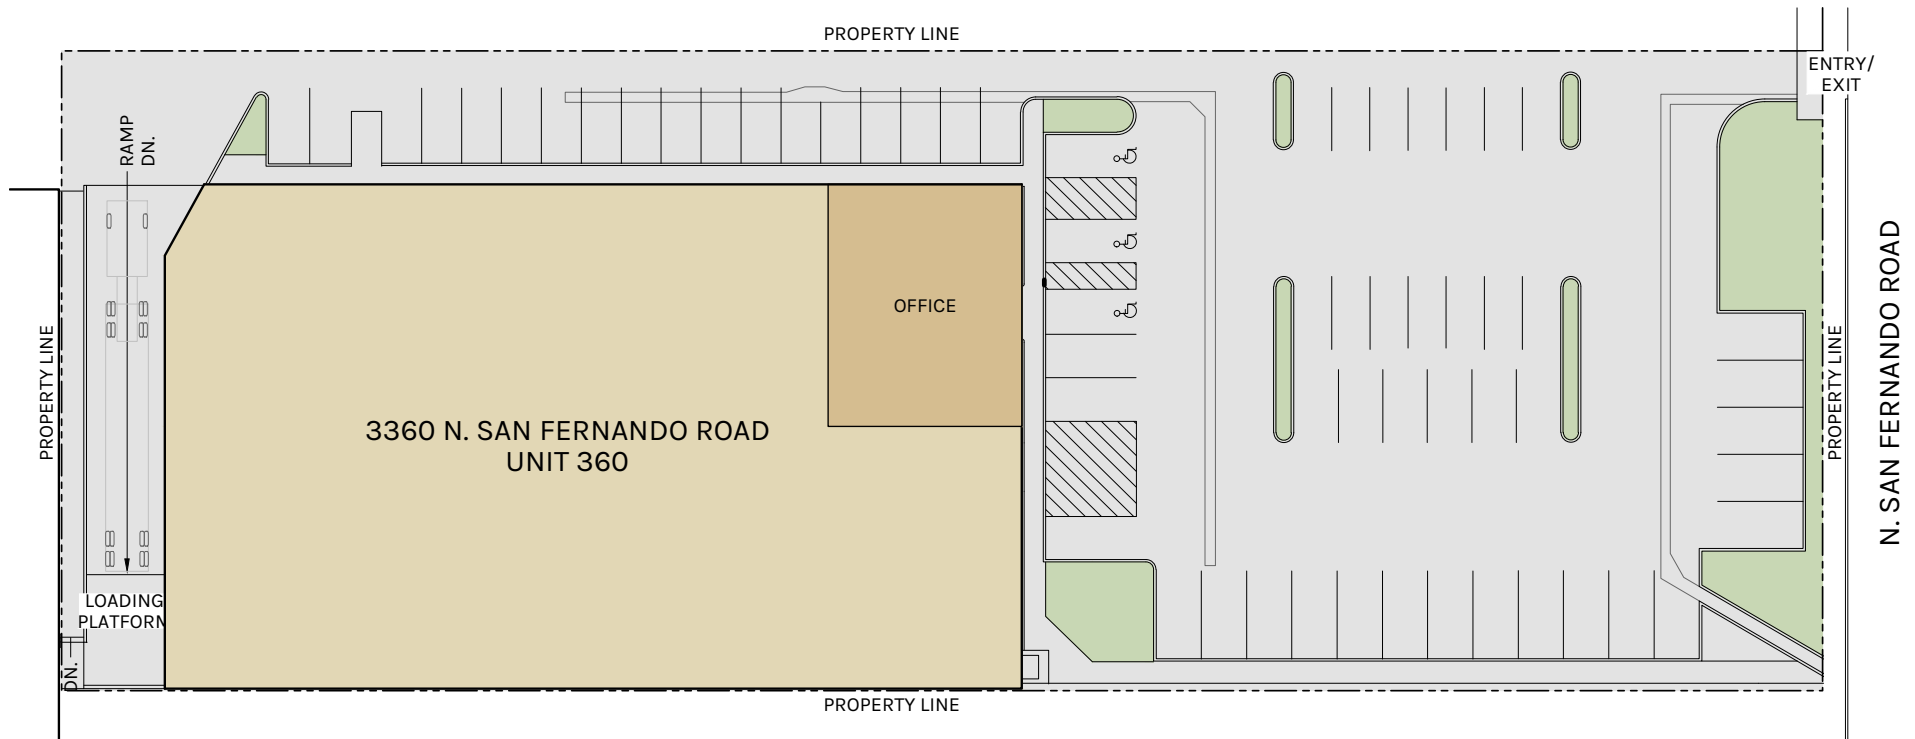 PROPERTY LINE
ENTRY/
EXIT
RAMP
DN.
OFFICE
PROPERTY LINE
3360 N. SAN FERNANDO ROAD
UNIT 360
PROPERTY LINE
N. SAN FERNANDO ROAD
LOADING
PLATFORM
DN.
PROPERTY LINE